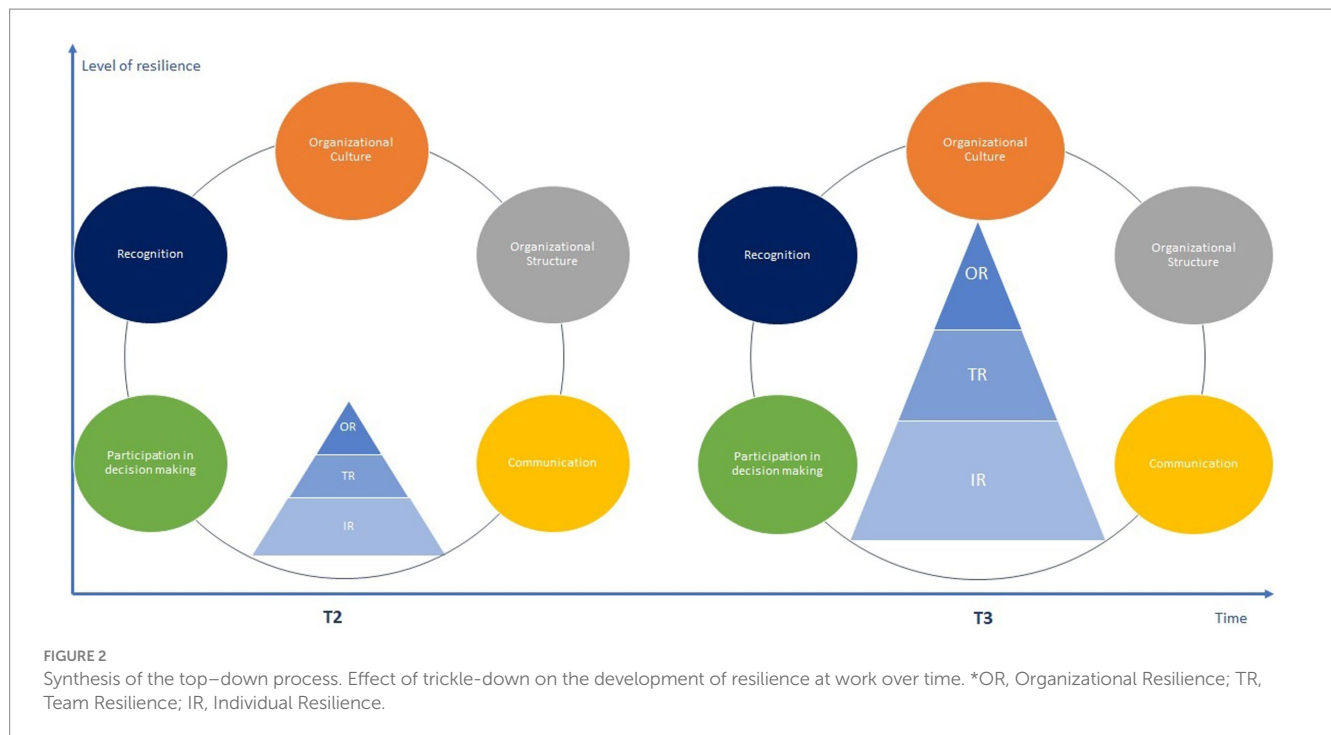 Level of resilience
Organizational
Culture
Recognition
Organizational
Structure
Participation in
decision making
Communication
OR
TR
IR
T2
Organizational
Culture
Recognition
Organizational
Structure
Participation in
decision making
Communication
OR
TR
IR
T3
Time
FIGURE 2
Synthesis of the top–down process. Effect of trickle-down on the development of resilience at work over time. *OR, Organizational Resilience; TR,
Team Resilience; IR, Individual Resilience.